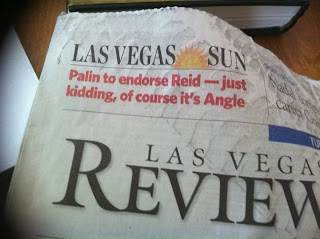 LAS VEGAS SUN
Palin to endorse Reid — just
kidding, of course it's Angle
LAS VEGAS
REVIEW